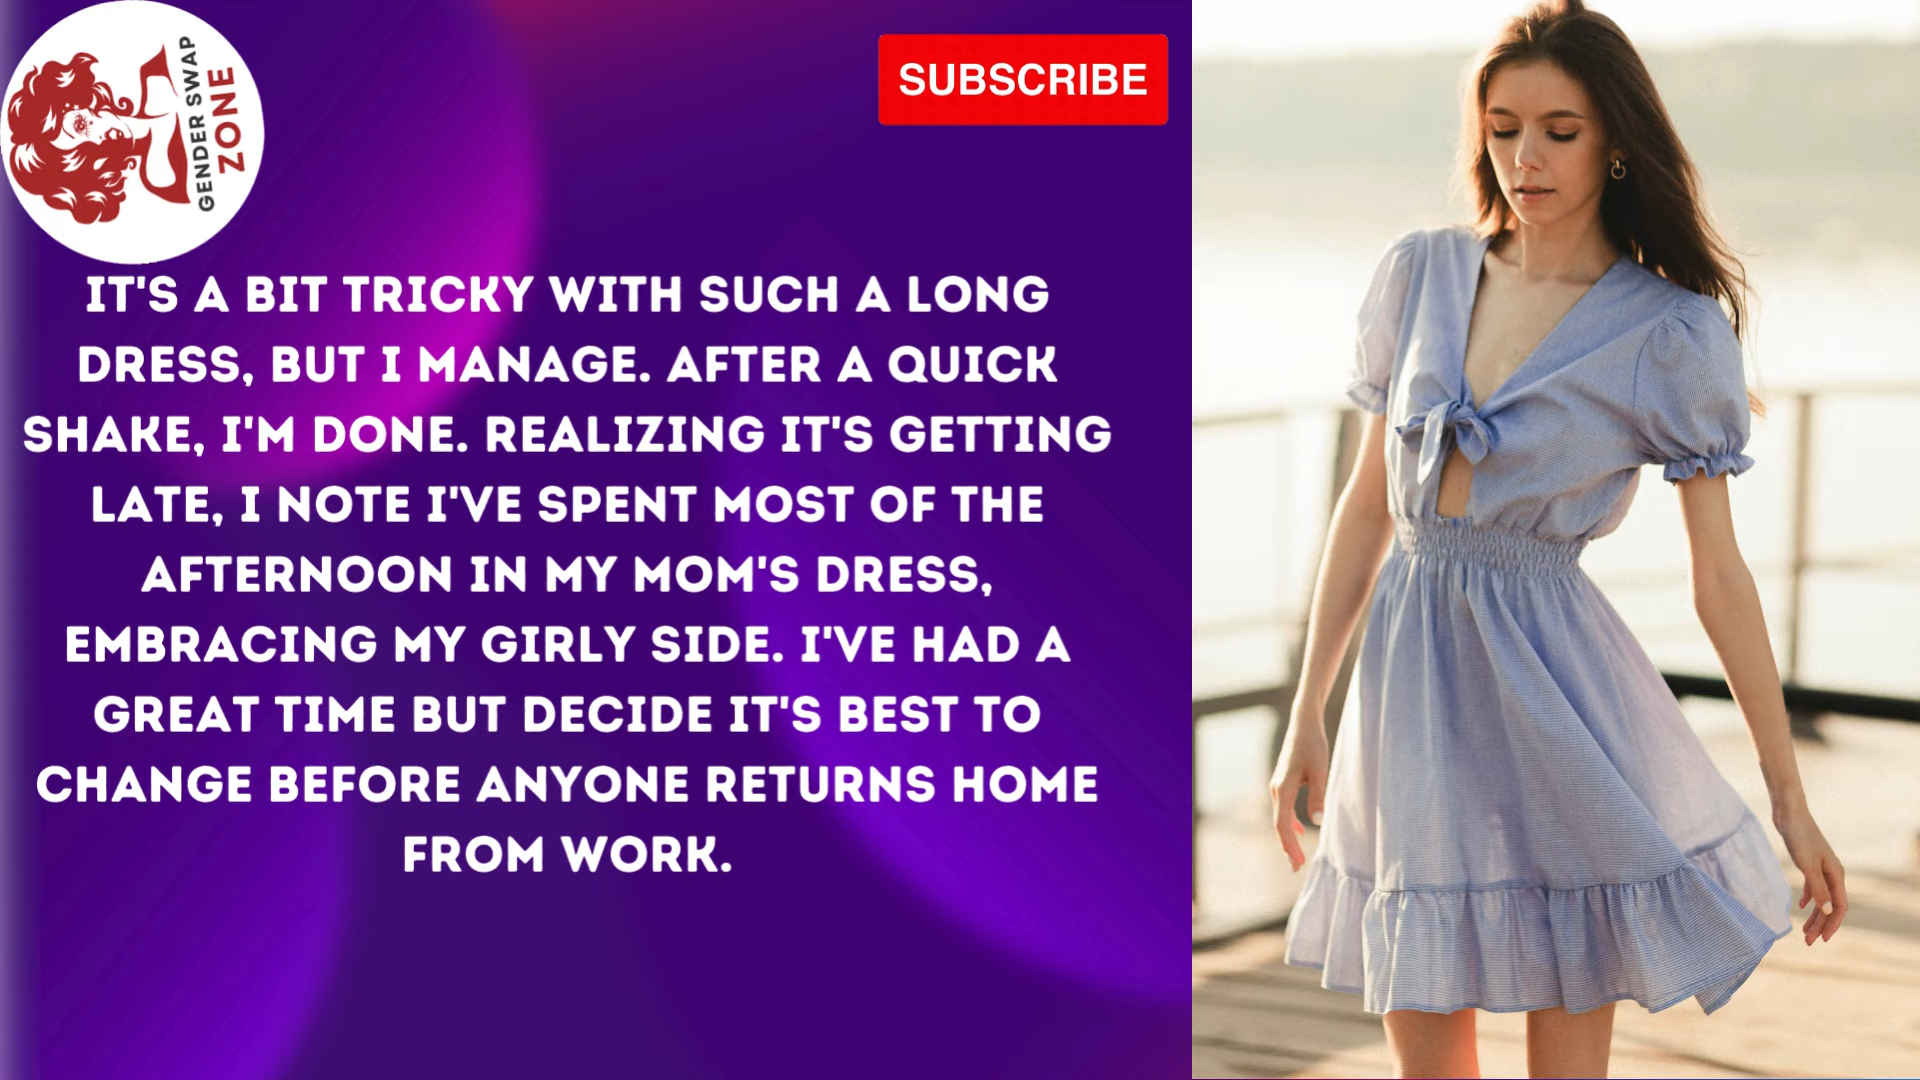 GENDER SWAP
ZONE
SUBSCRIBE
IT'S A BIT TRICKY WITH SUCH A LONG
DRESS, BUT I MANAGE. AFTER A QUICK
SHAKE, I'M DONE. REALIZING IT'S GETTING
LATE, I NOTE I'VE SPENT MOST OF THE
AFTERNOON IN MY MOM'S DRESS,
EMBRACING MY GIRLY SIDE. I'VE HAD A
GREAT TIME BUT DECIDE IT'S BEST TO
CHANGE BEFORE ANYONE RETURNS HOME
FROM WORK.